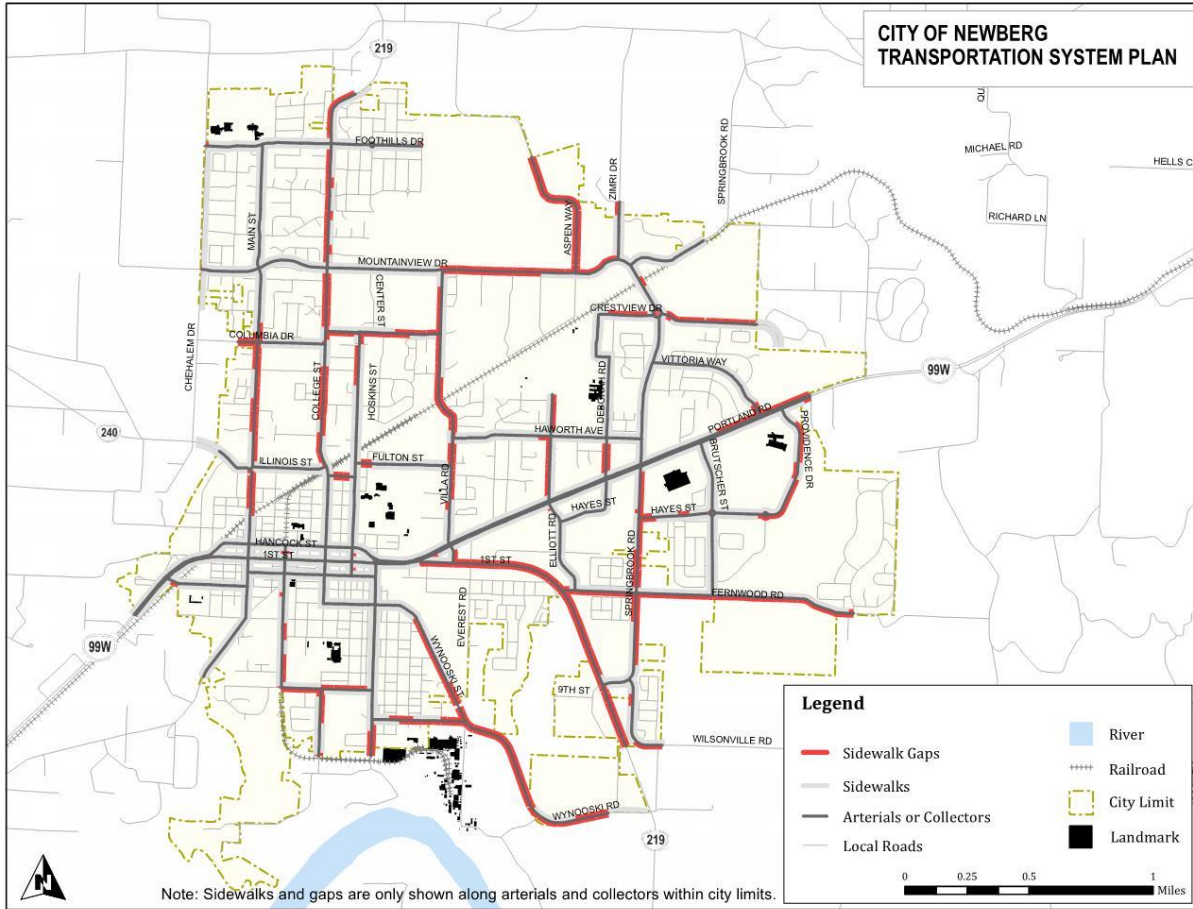 CITY OF NEWBERG
TRANSPORTATION SYSTEM PLAN
219
FOOTHILLS DR
MAIN ST
ZIMRI DR
SPRINGBROOK RD
MICHAEL RD
HELLS C
RICHARD LN
ASPEN WAY
MOUNTAINVIEW DR
CENTER ST
CRESTVIEW DR
COLUMBIA DR
CHEHALEM DR
COLLEGE ST
HOSKINS ST
VITTORIA WAY
DEBORAH RD
99W
PORTLAND RD
PROVIDENCE DR
240
HAWORTH AVE
ILLINOIS ST
FULTON ST
VILLA RD
BRUTSCHER ST
HAYES ST
HAYES ST
ELLIOTT RD
HANCOCK ST
1ST ST
1ST ST
SPRINGBROOK RD
FERNWOOD RD
EVEREST RD
WYNOOSKI ST
99W
9TH ST
WILSONVILLE RD
WYNOOSKI RD
219
Legend
Sidewalk Gaps
Sidewalks
Arterials or Collectors
Local Roads
River
Railroad
City Limit
Landmark
0 0.25 0.5 1
Miles
N
Note: Sidewalks and gaps are only shown along arterials and collectors within city limits.